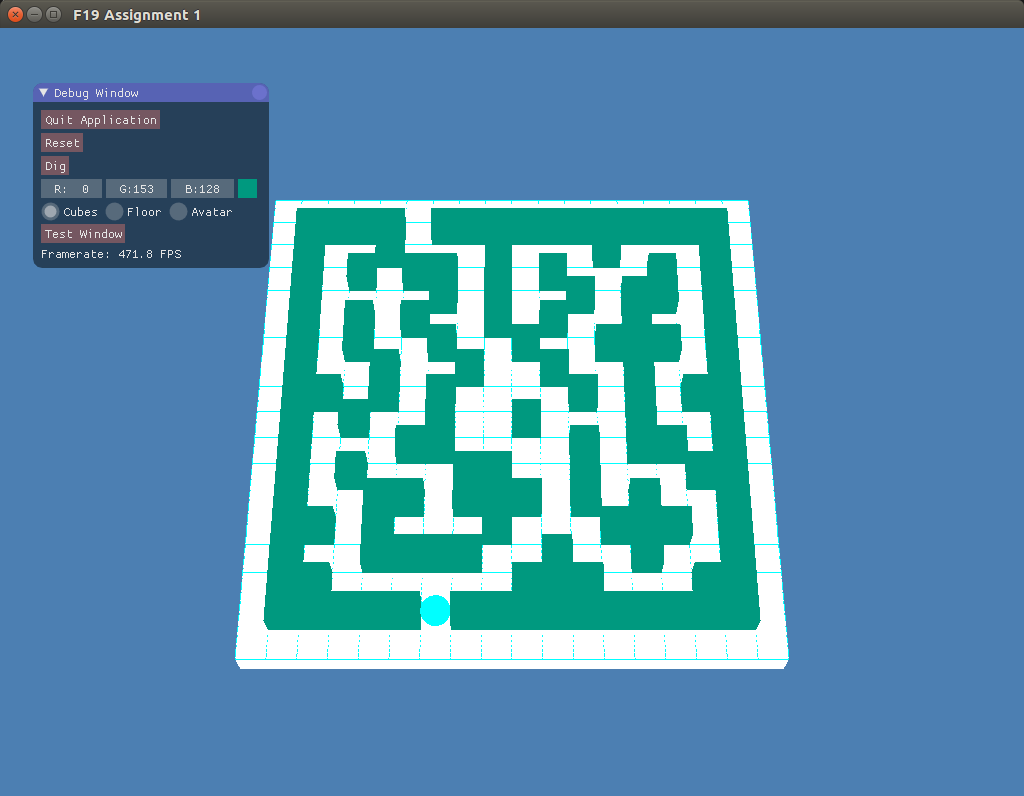 F19 Assignment 1
Debug Window
Quit Application
Reset
Dig
R: 0 G:153 B:128
Cubes Floor Avatar
Test Window
Framerate: 471.8 FPS